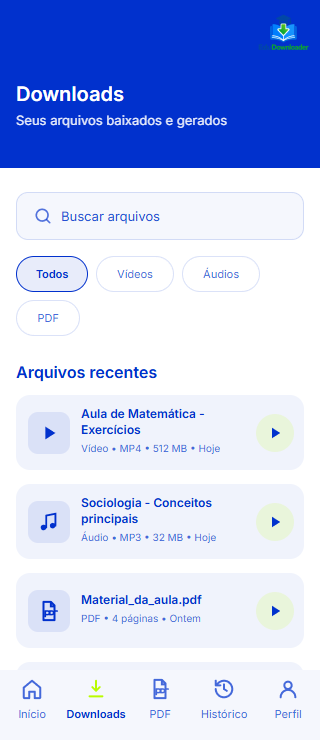 Downloader
Downloads
Seus arquivos baixados e gerados
Buscar arquivos
Todos
Vídeos
Áudios
PDF
Arquivos recentes
Aula de Matemática -
Exercícios
Vídeo • MP4 • 512 MB • Hoje
Sociologia - Conceitos
principais
Áudio • MP3 • 32 MB • Hoje
Material_da_aula.pdf
PDF • 4 páginas • Ontem
Início
Downloads
PDF
Histórico
Perfil